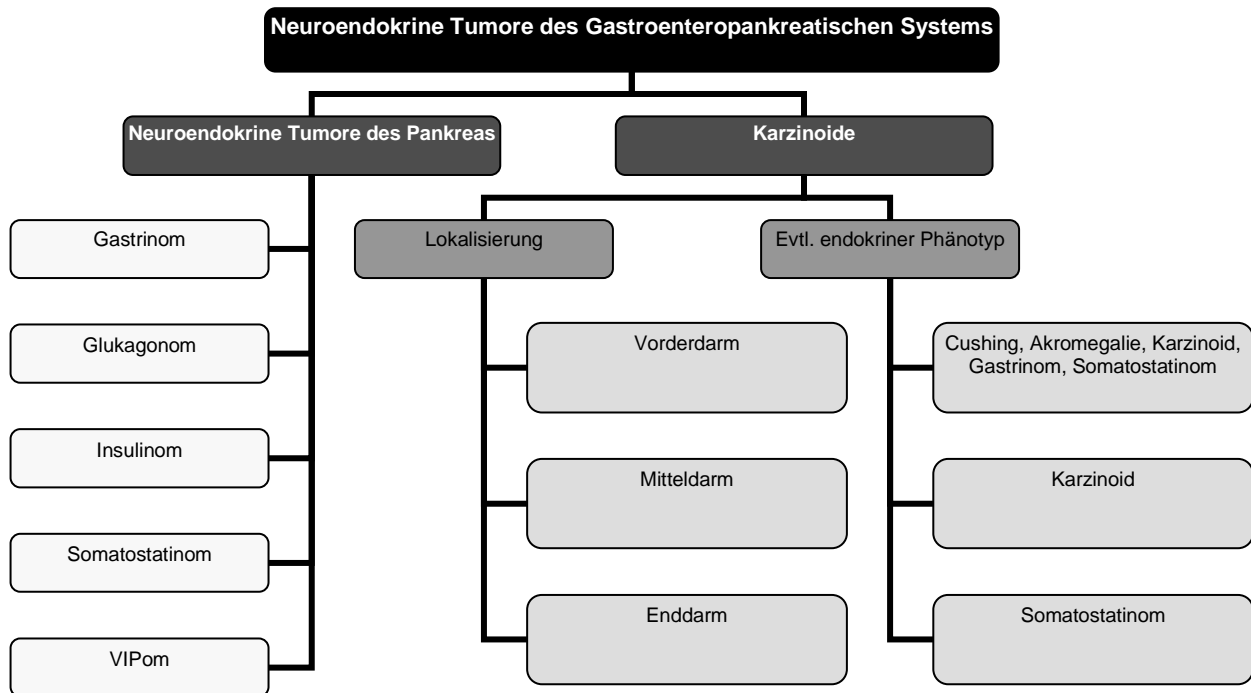 Neuroendokrine Tumore des Gastroenteropankreatischen Systems
Neuroendokrine Tumore des Pankreas
Karzinoide
Gastrinom
Glukagonom
Insulinom
Somatostatinom
VIPom
Lokalisierung
Evtl. endokriner Phänotyp
Vorderdarm
Cushing, Akromegalie, Karzinoid,
Gastrinom, Somatostatinom
Mitteldarm
Karzinoid
Enddarm
Somatostatinom